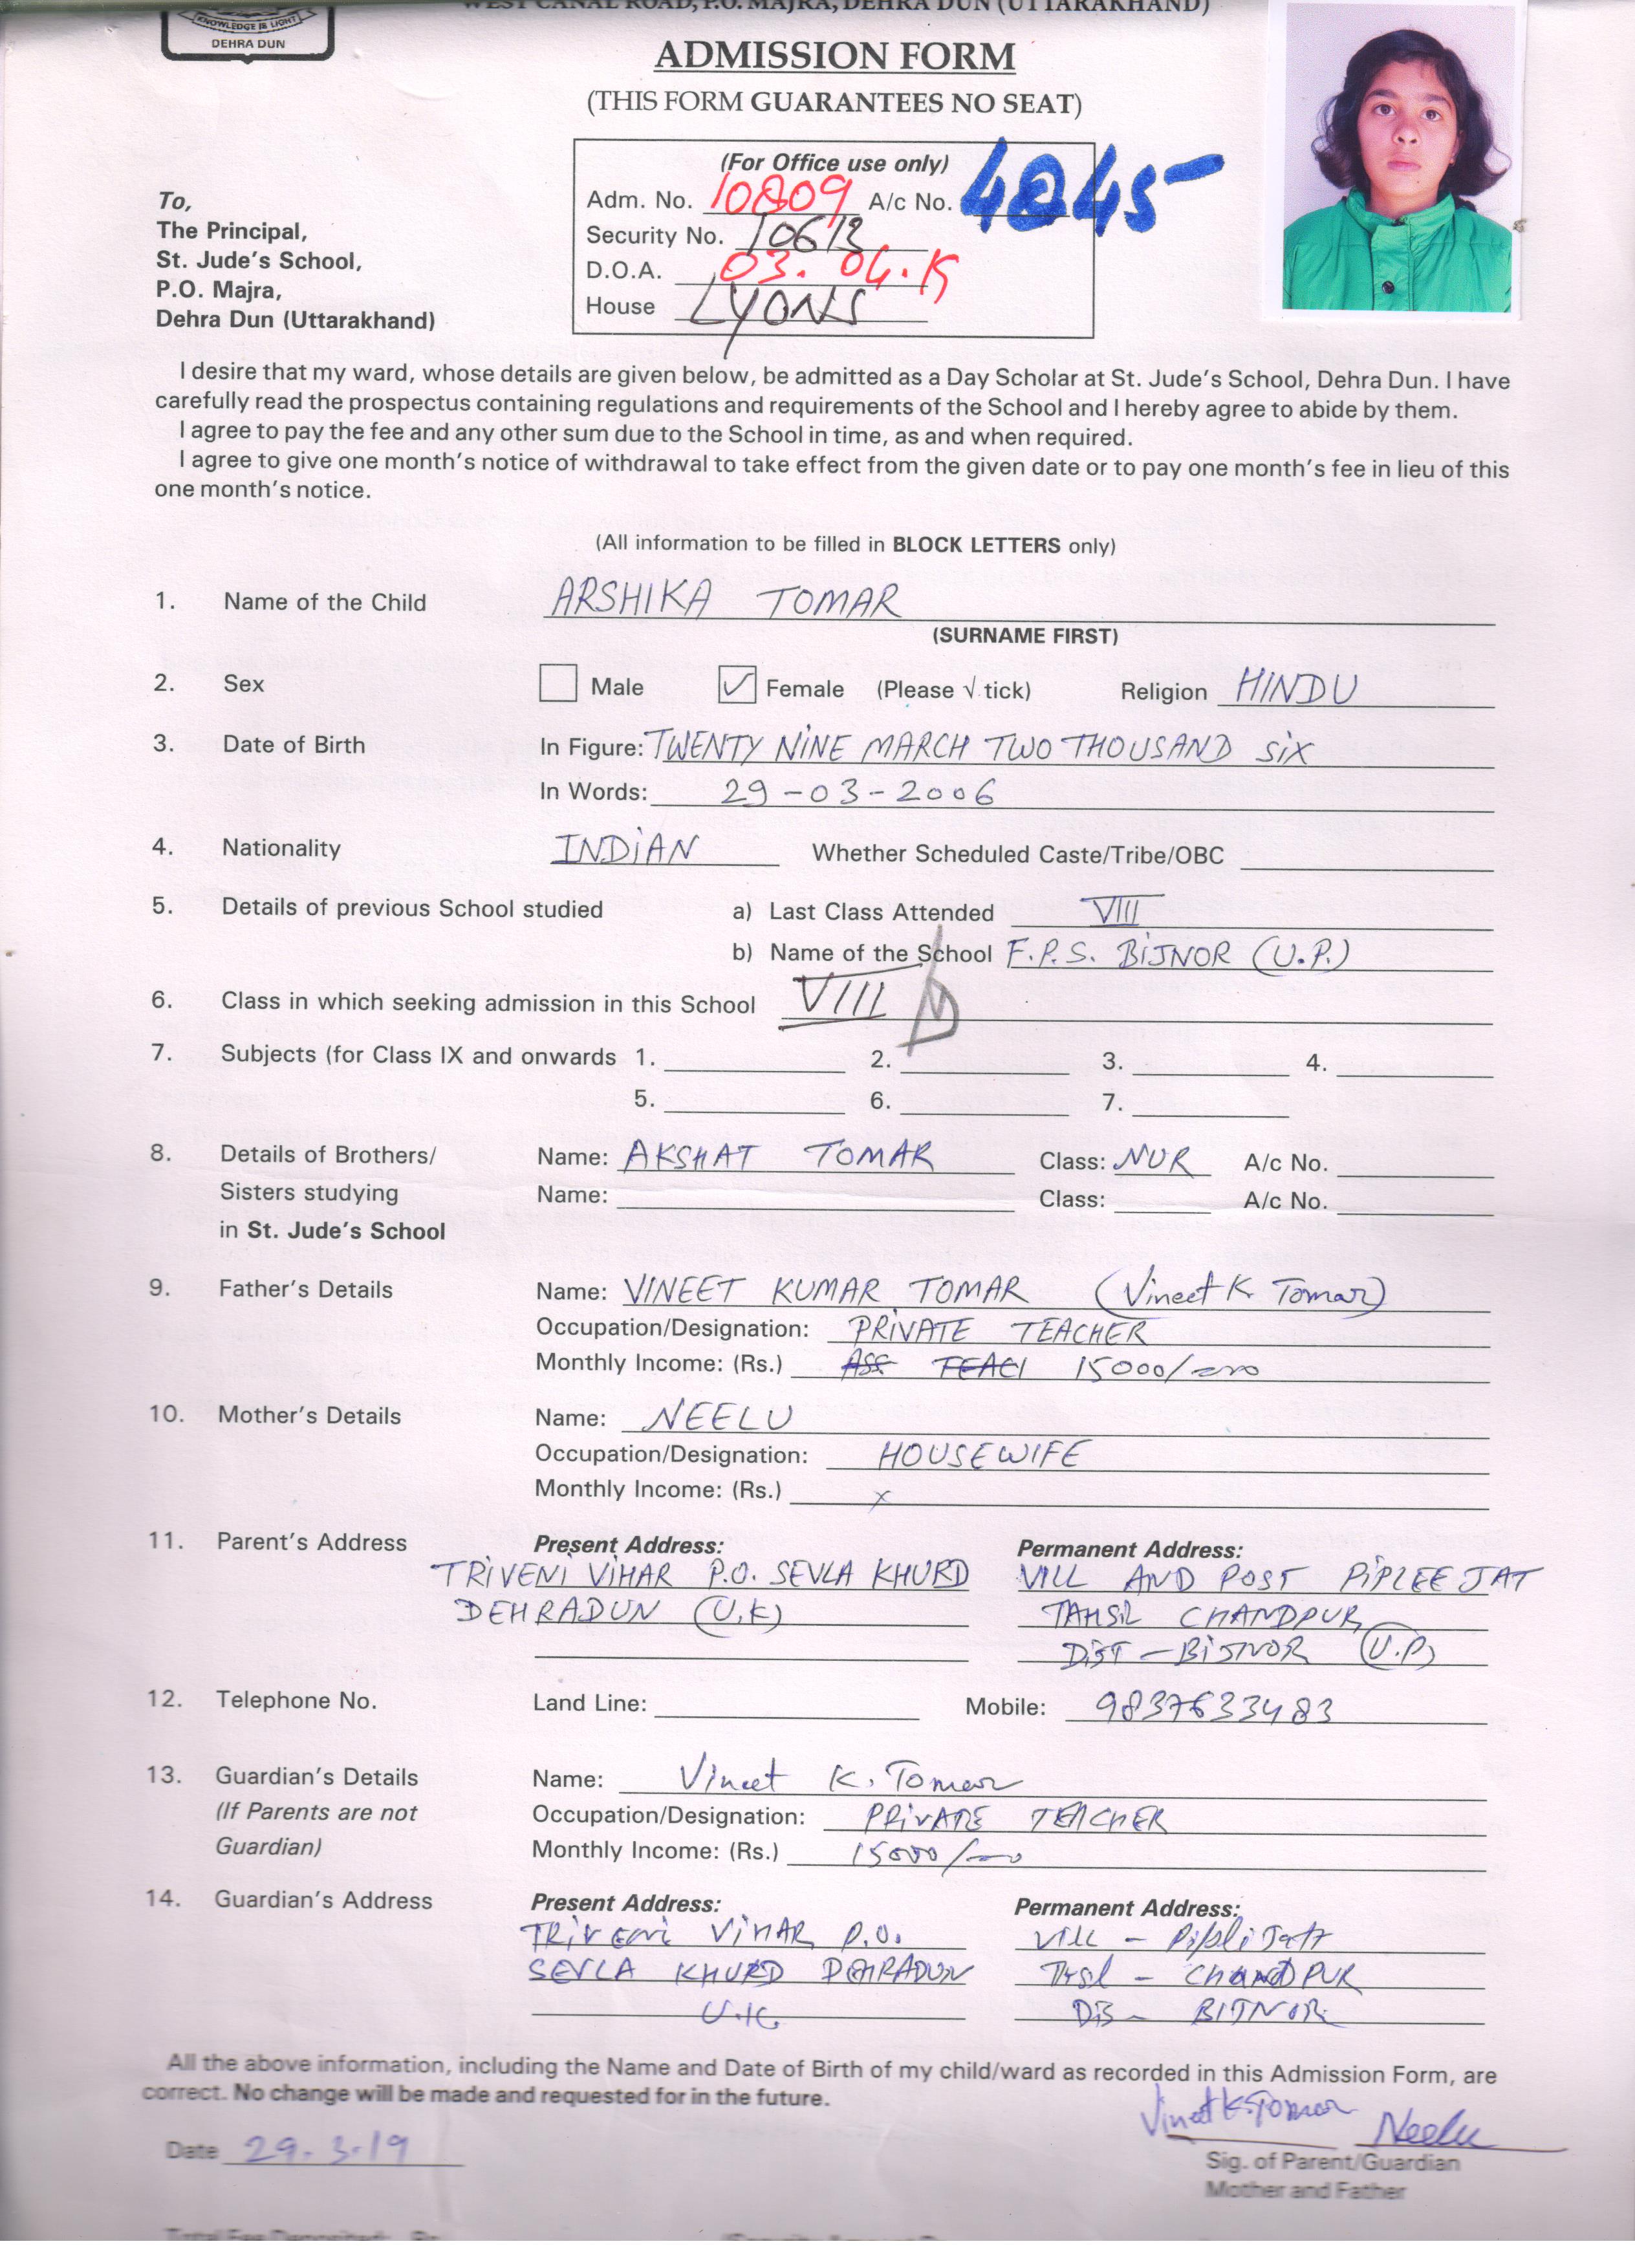 WEST CANAL ROAD, P.O. MAJRA, DEHRA DUN (UTTARAKHAND)
KNOWLEDGE IS LIGHT
DEHRA DUN
ADMISSION FORM
(THIS FORM GUARANTEES NO SEAT)
(For Office use only)
Adm. No. 10809 A/c No. 4845
Security No. 10613
D.O.A. 03.04.19
House LYONS
To,
The Principal,
St. Jude's School,
P.O. Majra,
Dehra Dun (Uttarakhand)
I desire that my ward, whose details are given below, be admitted as a Day Scholar at St. Jude's School, Dehra Dun. I have
carefully read the prospectus containing regulations and requirements of the School and I hereby agree to abide by them.
I agree to pay the fee and any other sum due to the School in time, as and when required.
I agree to give one month's notice of withdrawal to take effect from the given date or to pay one month's fee in lieu of this
one month's notice.
(All information to be filled in BLOCK LETTERS only)
1. Name of the Child ARSHIKA TOMAR
(SURNAME FIRST)
2. Sex Male ✓ Female (Please √ tick) Religion HINDU
3. Date of Birth In Figure: TWENTY NINE MARCH TWO THOUSAND SIX
In Words: 29-03-2006
4. Nationality INDIAN Whether Scheduled Caste/Tribe/OBC
5. Details of previous School studied a) Last Class Attended VIII
b) Name of the School F.P.S. BIJNOR (U.P.)
6. Class in which seeking admission in this School VIII
7. Subjects (for Class IX and onwards 1. 2. 3. 4.
5. 6. 7.
8. Details of Brothers/ Name: AKSHAT TOMAR Class: NUR A/c No.
Sisters studying Name: Class: A/c No.
in St. Jude's School
9. Father's Details Name: VINEET KUMAR TOMAR (Vineet K Tomar)
Occupation/Designation: PRIVATE TEACHER
Monthly Income: (Rs.) 15000/
10. Mother's Details Name: NEELU
Occupation/Designation: HOUSEWIFE
Monthly Income: (Rs.) x
11. Parent's Address Present Address: Permanent Address:
TRIVENI VIHAR P.O. SEVLA KHURD VILL AND POST PIPLEE JAT
DEHRADUN (U.K) TAHSIL CHANDPUR
DIST - BIJNOR (U.P)
12. Telephone No. Land Line: Mobile: 9837633483
13. Guardian's Details Name: Vineet K. Tomar
(If Parents are not Occupation/Designation: PRIVATE TEACHER
Guardian) Monthly Income: (Rs.) 15000/
14. Guardian's Address Present Address: Permanent Address:
TRIVENI VIHAR P.O. VILL - Pipli Jatt
SEVLA KHURD DEHRADUN CHANDPUR
U.K. BIJNOR
All the above information, including the Name and Date of Birth of my child/ward as recorded in this Admission Form, are
correct. No change will be made and requested for in the future.
Vineet K Tomar Neelu
Date 29.3.19
Sig. of Parent/Guardian
Mother and Father